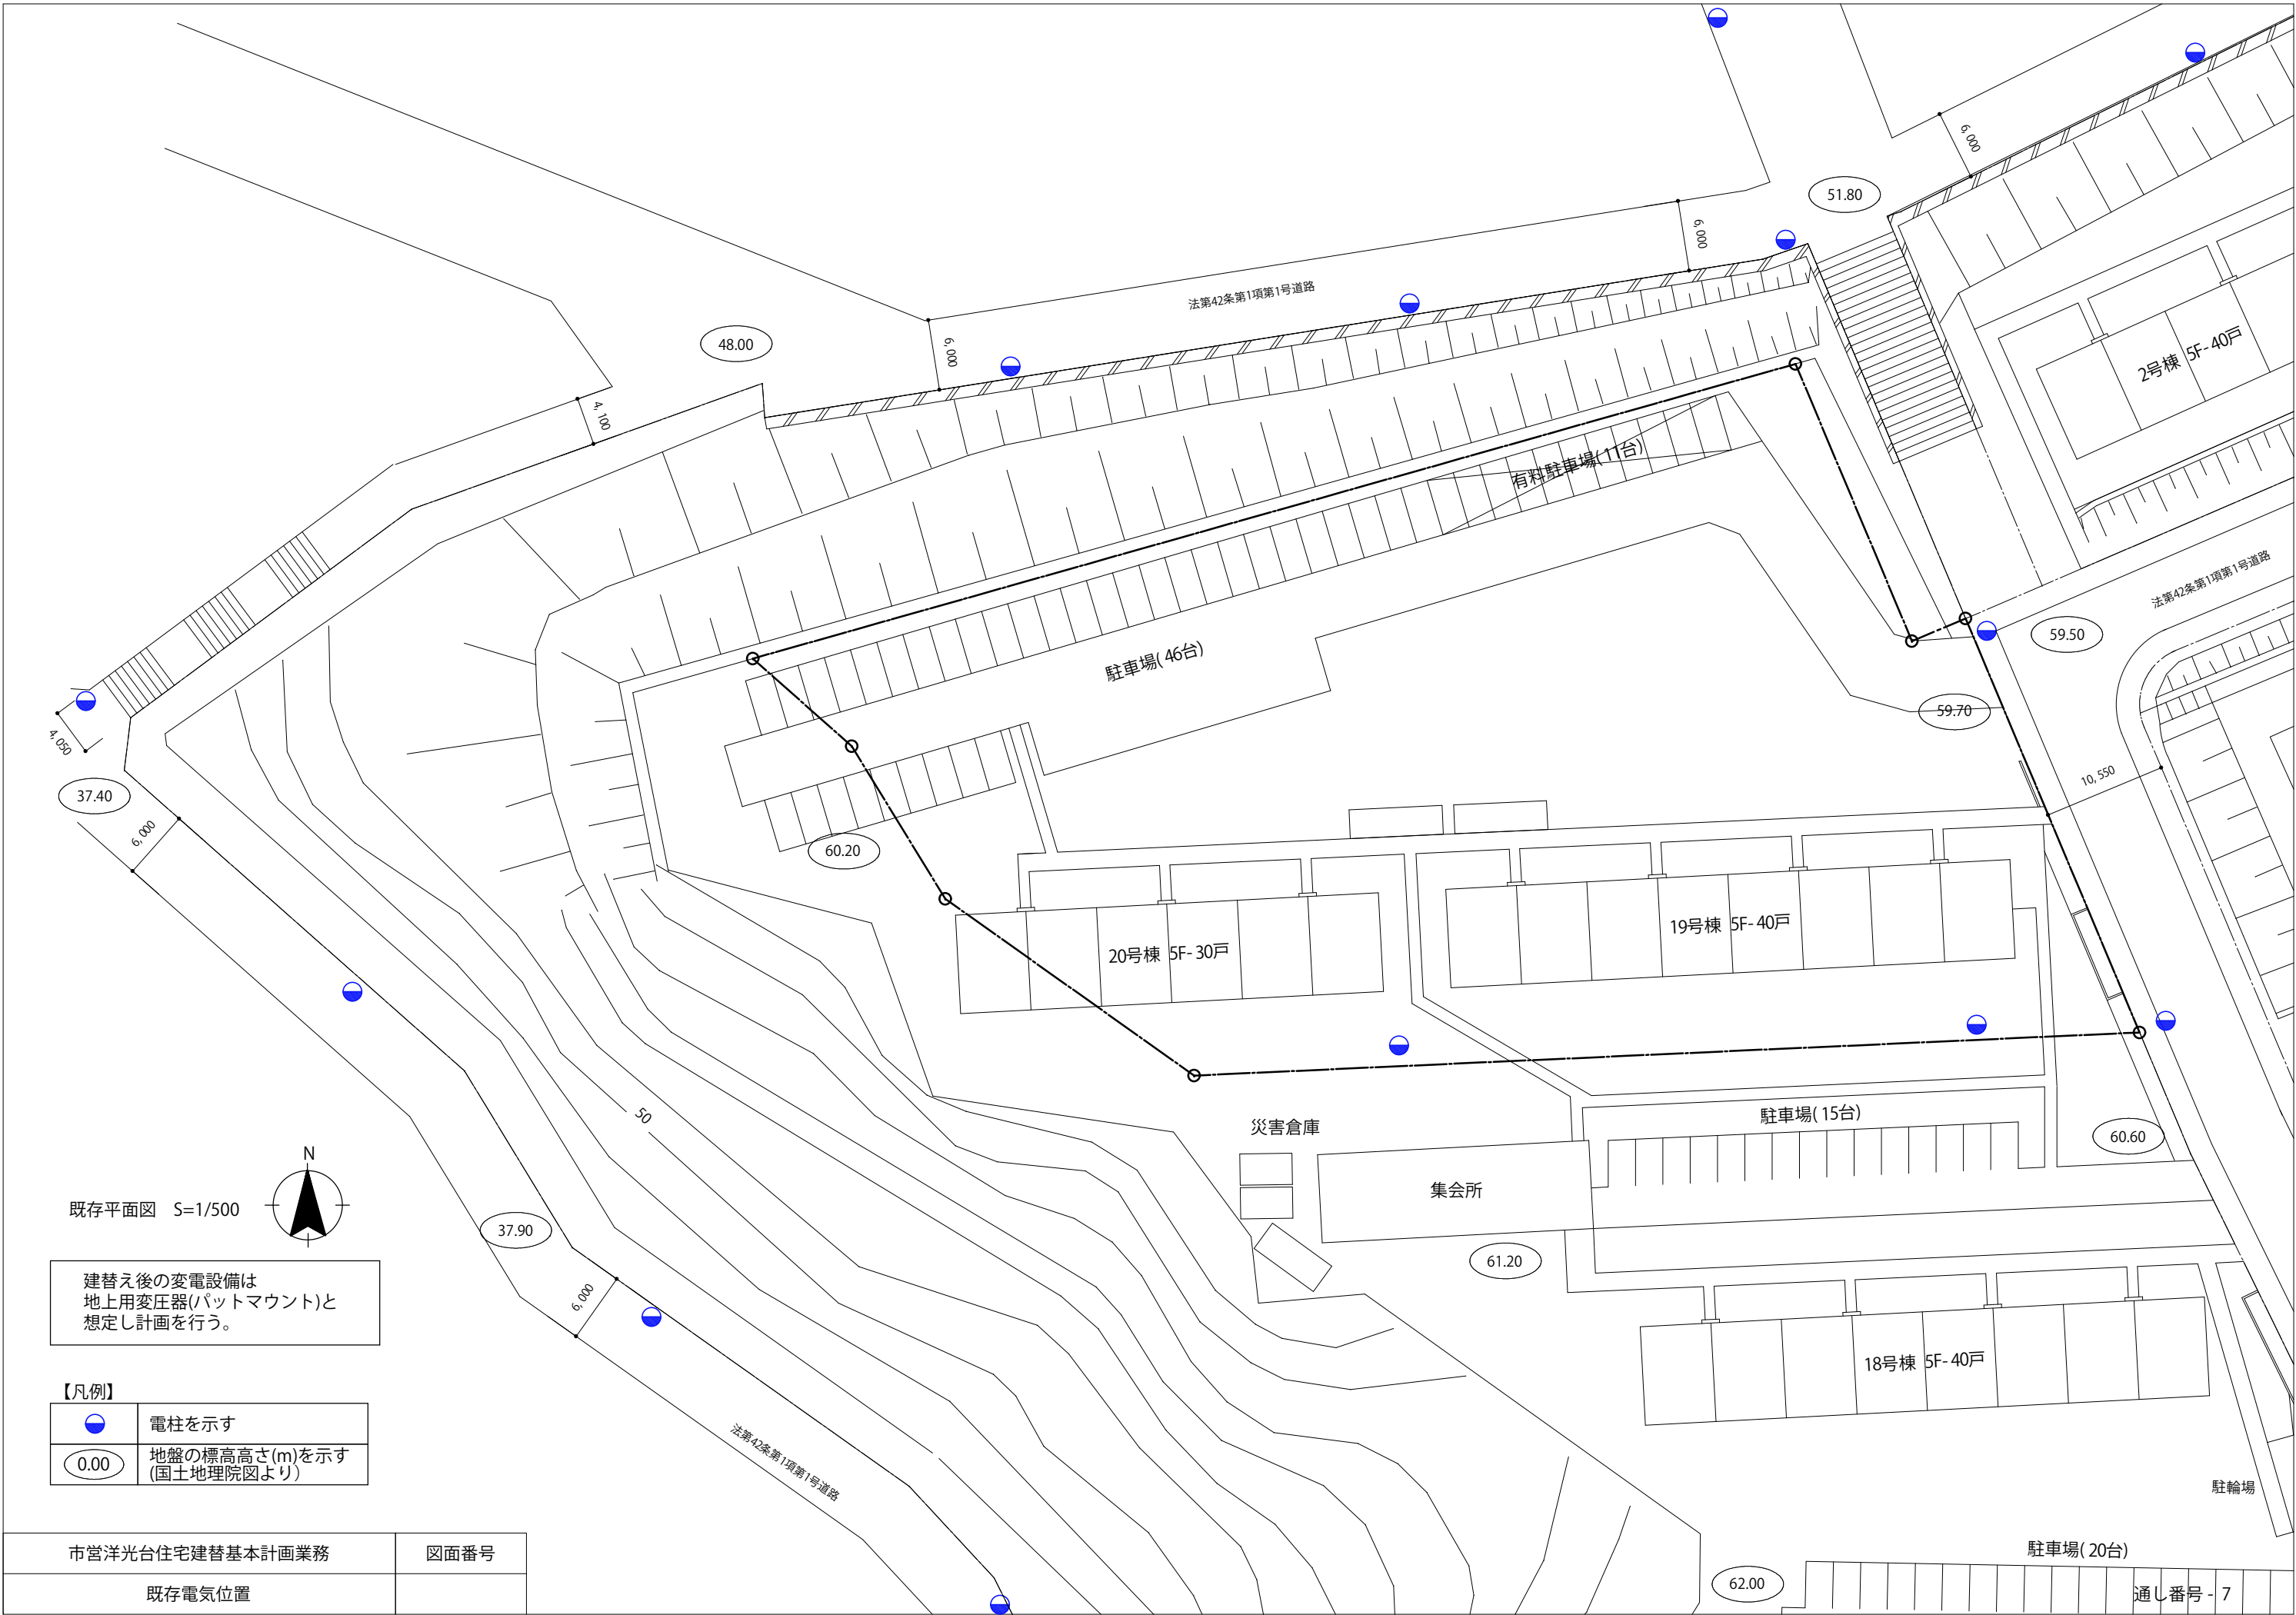 51.80
6,000
6,000
法第42条第1項第1号道路
48.00
6,000
2号棟 5F-40戸
4,100
有料駐車場(11台)
法第42条第1項第1号道路
59.50
駐車場(46台)
59.70
4,050
10,550
37.40
6,000
60.20
19号棟 5F-40戸
20号棟 5F-30戸
50
災害倉庫
駐車場(15台)
60.60
集会所
N
既存平面図 S=1/500
37.90
61.20
建替え後の変電設備は
地上用変圧器(パットマウント)と
想定し計画を行う。
6,000
18号棟 5F-40戸
【凡例】
電柱を示す
0.00
地盤の標高高さ(m)を示す
(国土地理院図より)
法第42条第1項第1号道路
駐輪場
市営洋光台住宅建替基本計画業務
図面番号
既存電気位置
駐車場(20台)
62.00
通し番号 - 7